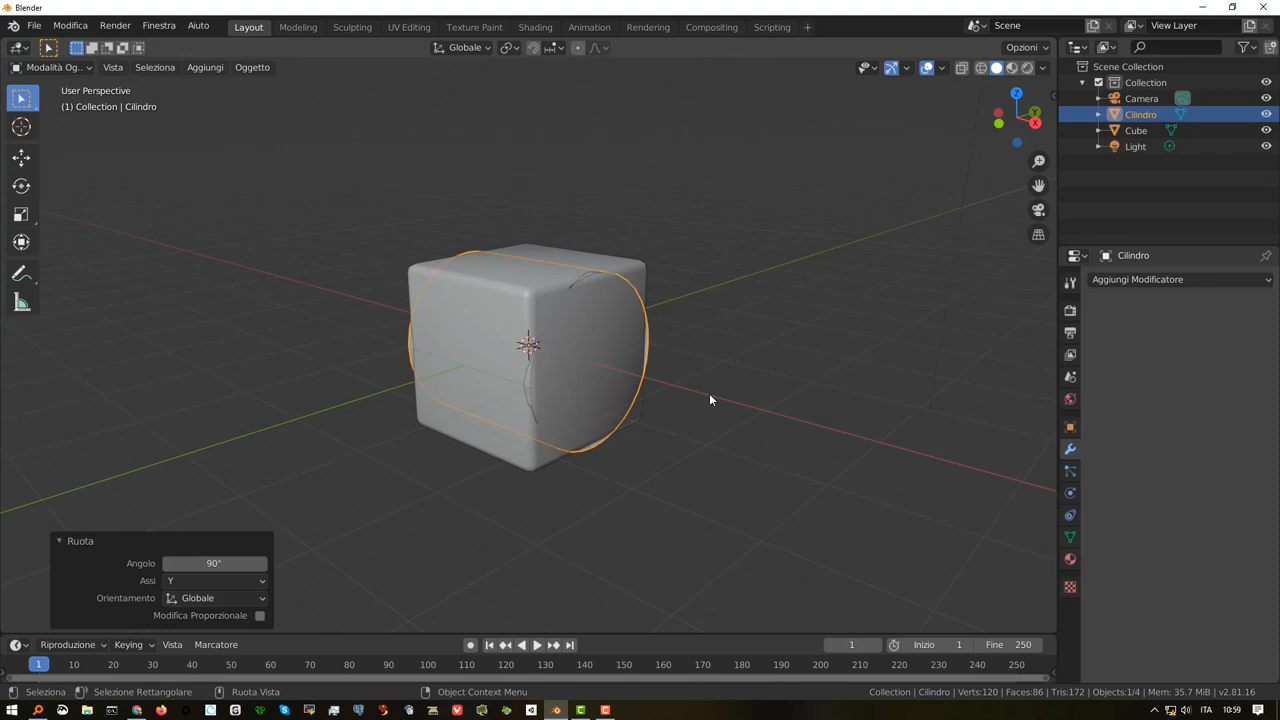 Blender
File Modifica Render Finestra Aiuto Layout Modeling Sculpting UV Editing Texture Paint Shading Animation Rendering Compositing Scripting + Scene View Layer
Globale Opzioni
Modalità Og... Vista Seleziona Aggiungi Oggetto
User Perspective
(1) Collection | Cilindro
Z
Y
X
Scene Collection
Collection
Camera
Cilindro
Cube
Light
Cilindro
Aggiungi Modificatore
Ruota
Angolo 90°
Assi Y
Orientamento Globale
Modifica Proporzionale
Riproduzione Keying Vista Marcatore 1 Inizio 1 Fine 250
1 10 20 30 40 50 60 70 80 90 100 110 120 130 140 150 160 170 180 190 200 210 220 230 240 250
Seleziona Selezione Rettangolare Ruota Vista Object Context Menu Collection | Cilindro | Verts:120 | Faces:86 | Tris:172 | Objects:1/4 | Mem: 35.7 MiB | v2.81.16
ITA 10:59